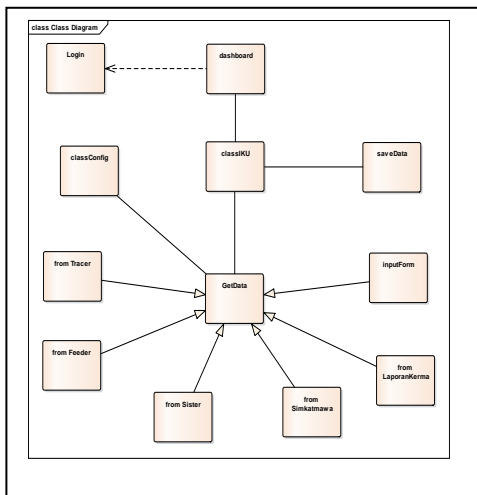 class Class Diagram
Login
dashboard
classConfig
classIKU
saveData
from Tracer
GetData
inputForm
from Feeder
from Sister
from
Simkatmawa
from
LaporanKerma